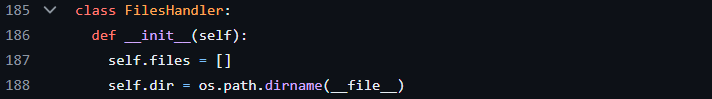 185 class FilesHandler:
186 def __init__(self):
187 self.files = []
188 self.dir = os.path.dirname(__file__)